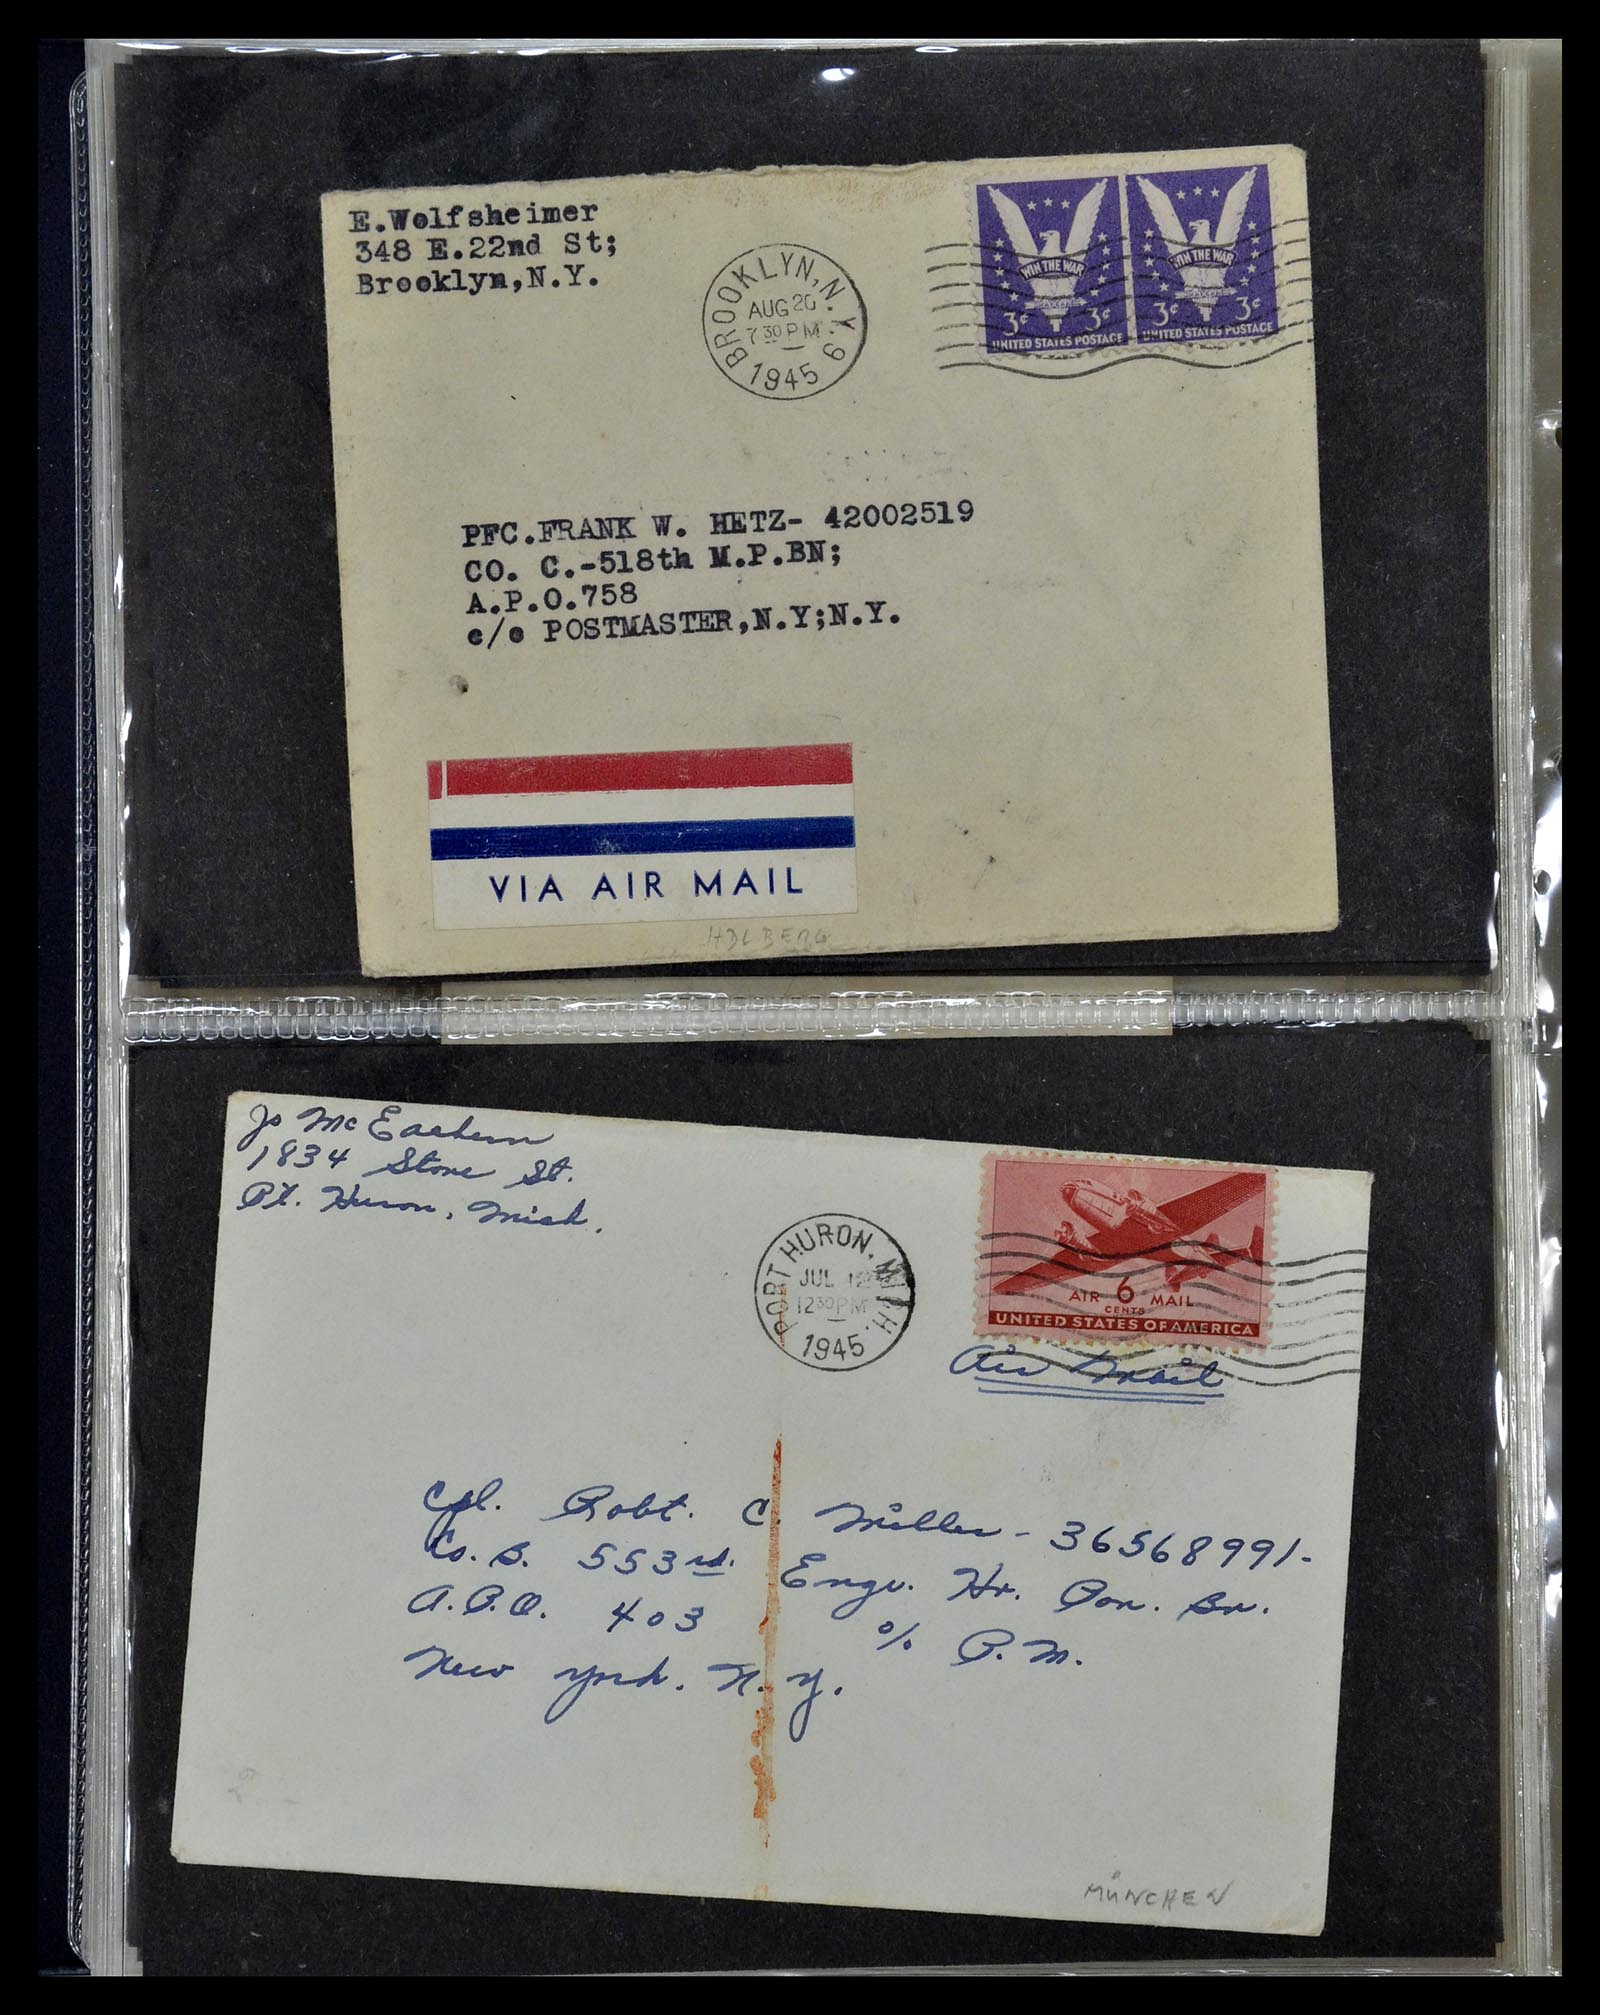 E.Wolfsheimer
348 E.22nd St;
Brooklyn,N.Y.
BROOKLYN, N.Y. 9
AUG 20
7 30 PM
1945
WIN THE WAR
3¢ 3¢
UNITED STATES POSTAGE
WIN THE WAR
3¢ 3¢
UNITED STATES POSTAGE
PFC.FRANK W. HETZ- 42002519
CO. C.-518th M.P.BN;
A.P.O.758
c/o POSTMASTER,N.Y;N.Y.
VIA AIR MAIL
Jo McEachern
1834 Stone St.
Pt. Huron, Mich.
PORT HURON, MICH.
JUL
12 30 PM
1945
AIR 6 MAIL
CENTS
UNITED STATES OF AMERICA
Air Mail
Cpl. Robt. C. Miller - 36568991-
Co. B. 553rd. Engr. Hv. Pon. Bn.
A.P.O. 403 % P.M.
New York. N.Y.
MÜNCHEN